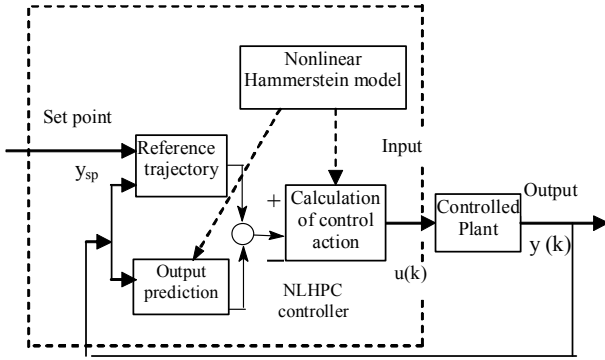 Nonlinear
Hammerstein model
Set point
Input
y_sp
Reference
trajectory
+
Calculation
of control
action
Controlled
Plant
Output
y (k)
u(k)
Output
prediction
−
NLHPC
controller